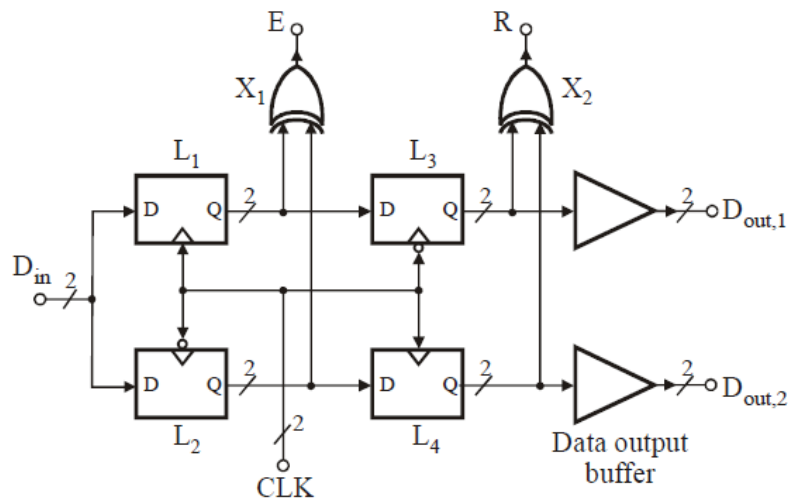 E
R
X1
X2
L1
L3
D Q
2
D Q
2
2
Dout,1
Din
2
D Q
2
D Q
2
2
Dout,2
L2
2
L4
CLK
Data output
buffer